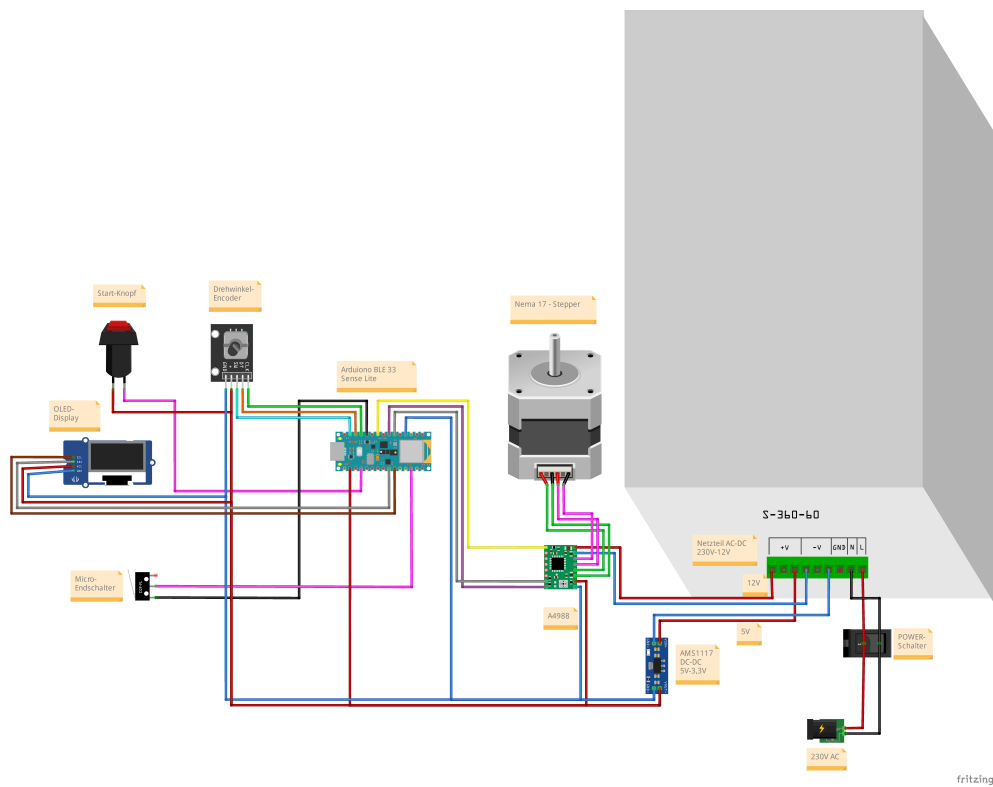 Start-Knopf
Drehwinkel-
Encoder
Nema 17 - Stepper
Arduiono BLE 33
Sense Lite
OLED-
Display
S-360-60
Netzteil AC-DC
230V-12V
+V
-V
GND
N
L
12V
Micro-
Endschalter
A4988
5V
AMS1117
DC-DC
5V-3,3V
POWER-
Schalter
230V AC
fritzing